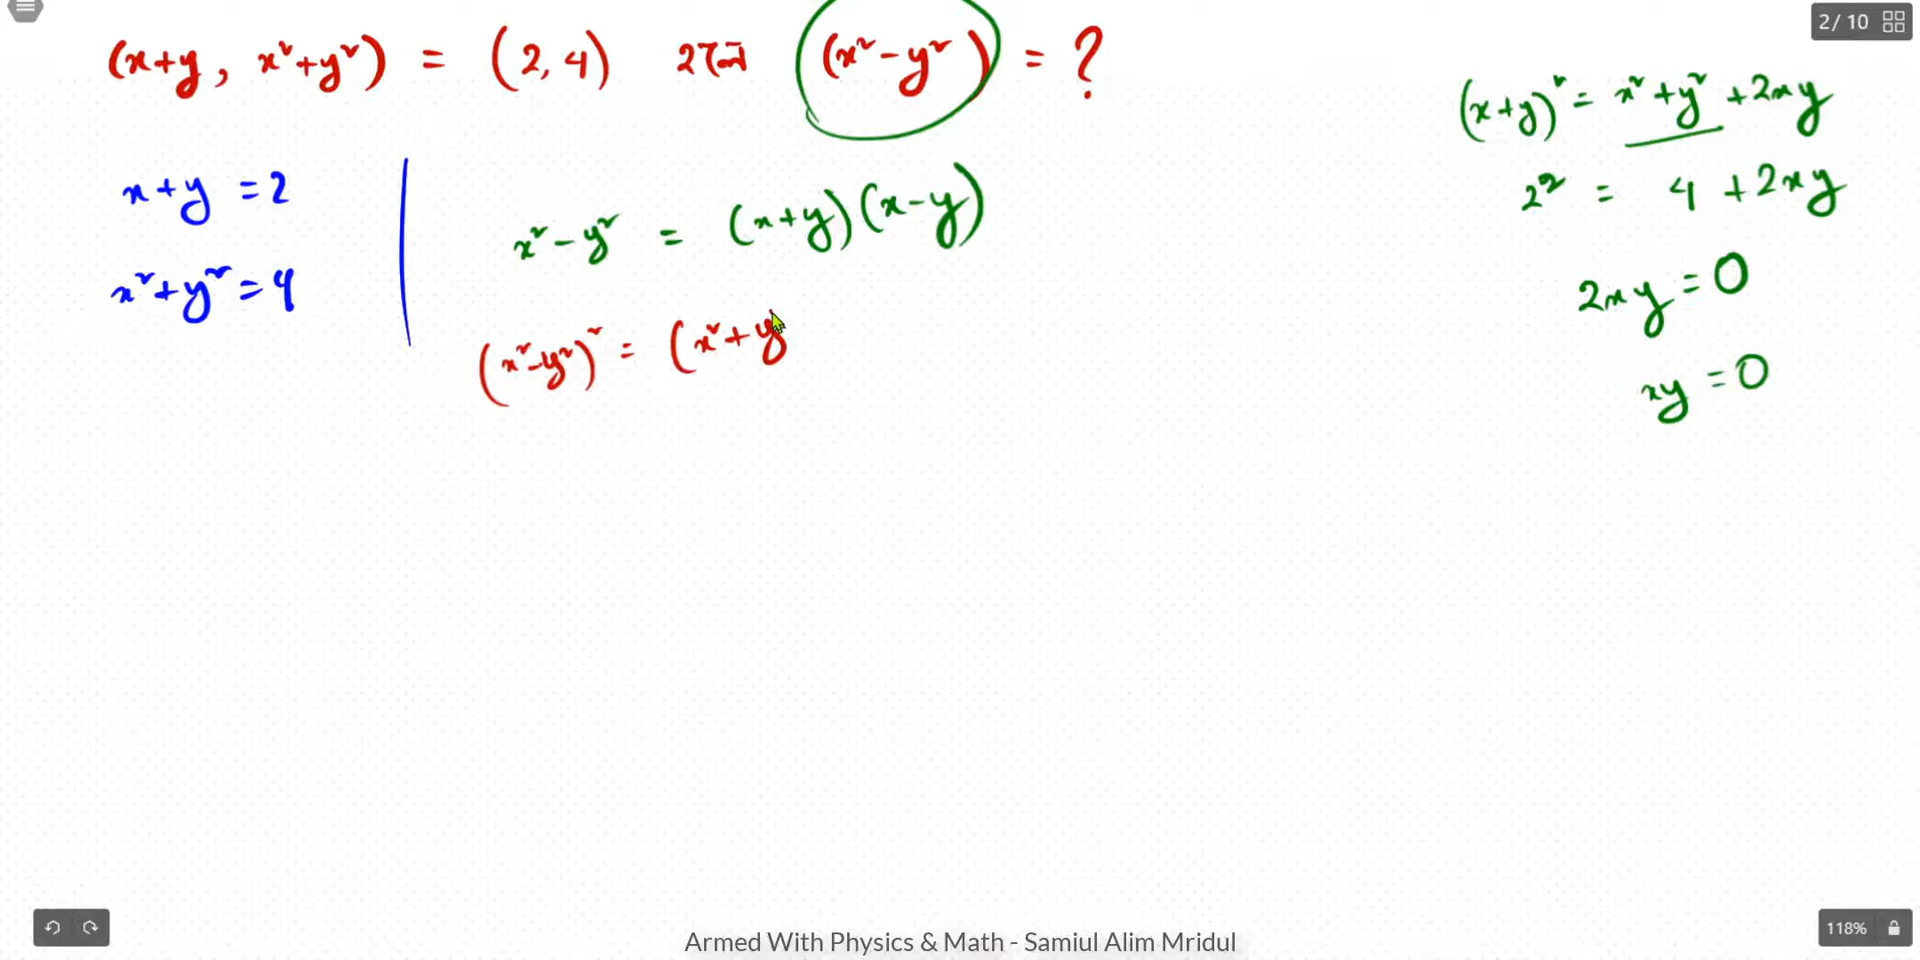 2/ 10
(x+y, x²+y²) = (2, 4) হলে (x²-y²) = ?
(x+y)² = x²+y² +2xy
x+y = 2
x²-y² = (x+y)(x-y)
2² = 4 +2xy
x²+y² = 4
2xy = 0
(x²-y²)² = (x²+y
xy = 0
Armed With Physics & Math - Samiul Alim Mridul
118%